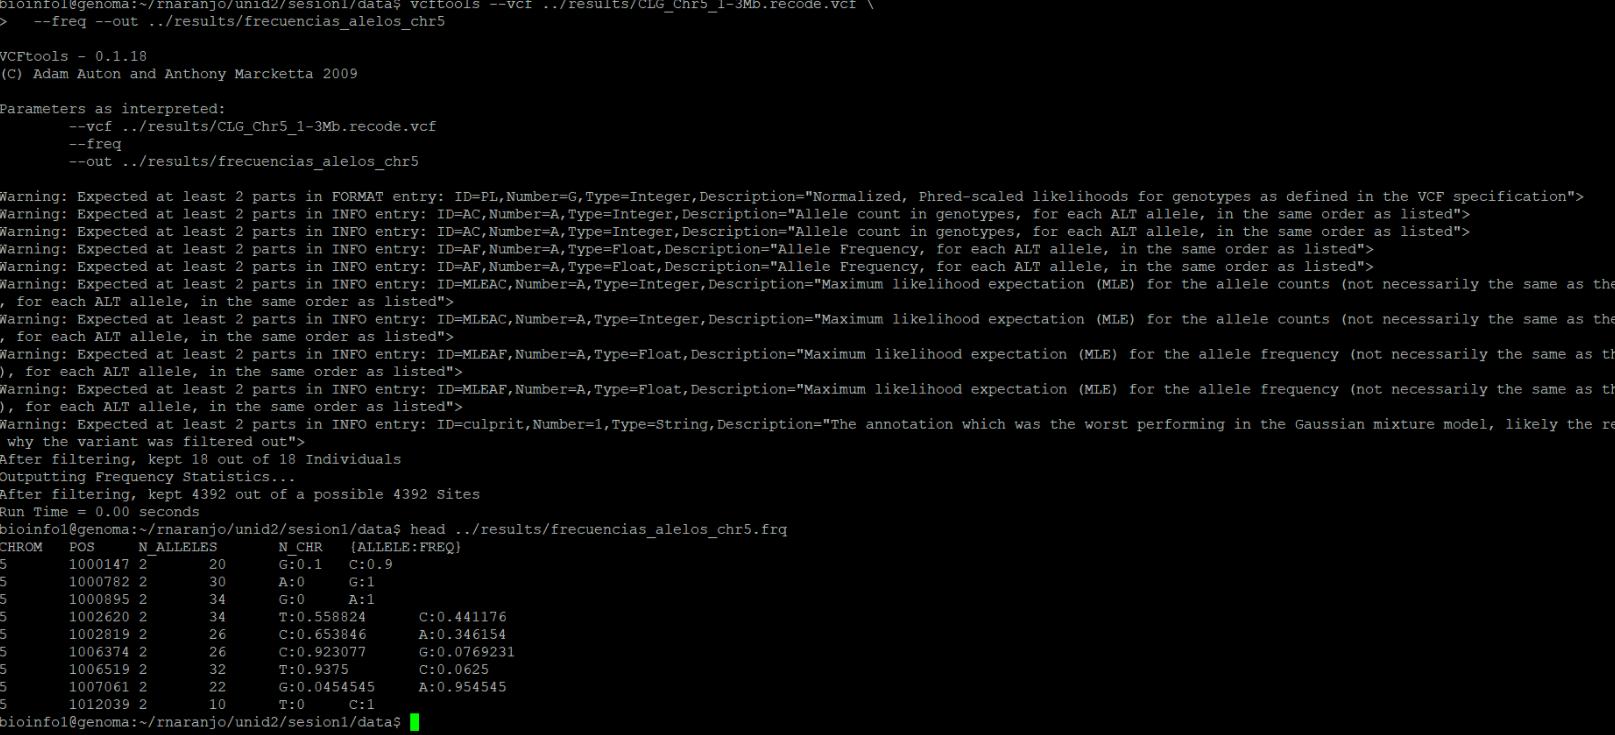 bioinfo1@genoma:~/rnaranjo/unid2/sesion1/data$ vcftools --vcf ../results/CLG_Chr5_1-3Mb.recode.vcf \
>   --freq --out ../results/frecuencias_alelos_chr5
VCFtools - 0.1.18
(C) Adam Auton and Anthony Marcketta 2009
Parameters as interpreted:
--vcf ../results/CLG_Chr5_1-3Mb.recode.vcf
--freq
--out ../results/frecuencias_alelos_chr5
Warning: Expected at least 2 parts in FORMAT entry: ID=PL,Number=G,Type=Integer,Description="Normalized, Phred-scaled likelihoods for genotypes as defined in the VCF specification">
Warning: Expected at least 2 parts in INFO entry: ID=AC,Number=A,Type=Integer,Description="Allele count in genotypes, for each ALT allele, in the same order as listed">
Warning: Expected at least 2 parts in INFO entry: ID=AC,Number=A,Type=Integer,Description="Allele count in genotypes, for each ALT allele, in the same order as listed">
Warning: Expected at least 2 parts in INFO entry: ID=AF,Number=A,Type=Float,Description="Allele Frequency, for each ALT allele, in the same order as listed">
Warning: Expected at least 2 parts in INFO entry: ID=AF,Number=A,Type=Float,Description="Allele Frequency, for each ALT allele, in the same order as listed">
Warning: Expected at least 2 parts in INFO entry: ID=MLEAC,Number=A,Type=Integer,Description="Maximum likelihood expectation (MLE) for the allele counts (not necessarily the same as the
, for each ALT allele, in the same order as listed">
Warning: Expected at least 2 parts in INFO entry: ID=MLEAC,Number=A,Type=Integer,Description="Maximum likelihood expectation (MLE) for the allele counts (not necessarily the same as the
, for each ALT allele, in the same order as listed">
Warning: Expected at least 2 parts in INFO entry: ID=MLEAF,Number=A,Type=Float,Description="Maximum likelihood expectation (MLE) for the allele frequency (not necessarily the same as th
), for each ALT allele, in the same order as listed">
Warning: Expected at least 2 parts in INFO entry: ID=MLEAF,Number=A,Type=Float,Description="Maximum likelihood expectation (MLE) for the allele frequency (not necessarily the same as th
), for each ALT allele, in the same order as listed">
Warning: Expected at least 2 parts in INFO entry: ID=culprit,Number=1,Type=String,Description="The annotation which was the worst performing in the Gaussian mixture model, likely the re
why the variant was filtered out">
After filtering, kept 18 out of 18 Individuals
Outputting Frequency Statistics...
After filtering, kept 4392 out of a possible 4392 Sites
Run Time = 0.00 seconds
bioinfo1@genoma:~/rnaranjo/unid2/sesion1/data$ head ../results/frecuencias_alelos_chr5.frq
CHROM   POS     N_ALLELES       N_CHR   {ALLELE:FREQ}
5       1000147 2       20      G:0.1   C:0.9
5       1000782 2       30      A:0     G:1
5       1000895 2       34      G:0     A:1
5       1002620 2       34      T:0.558824      C:0.441176
5       1002819 2       26      C:0.653846      A:0.346154
5       1006374 2       26      C:0.923077      G:0.0769231
5       1006519 2       32      T:0.9375        C:0.0625
5       1007061 2       22      G:0.0454545     A:0.954545
5       1012039 2       10      T:0     C:1
bioinfo1@genoma:~/rnaranjo/unid2/sesion1/data$